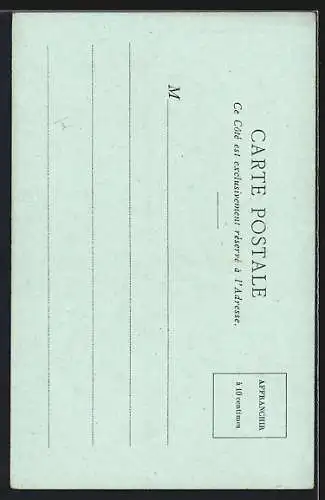 CARTE POSTALE
Ce Côté est exclusivement réservé à l'Adresse.
AFFRANCHIR
à 10 centimes
M